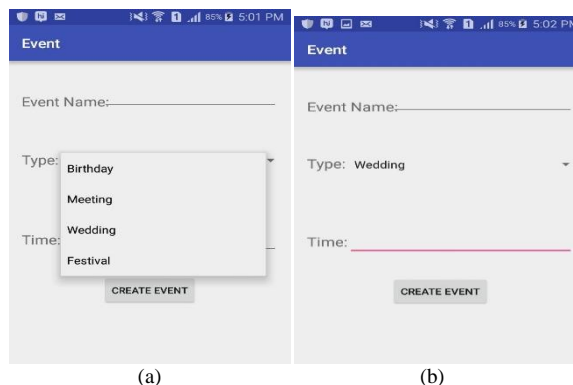 85% 5:01 PM
Event
Event Name:
Type:
Birthday
Meeting
Wedding
Festival
Time:
CREATE EVENT
(a)
85% 5:02 PM
Event
Event Name:
Type: Wedding
Time:
CREATE EVENT
(b)